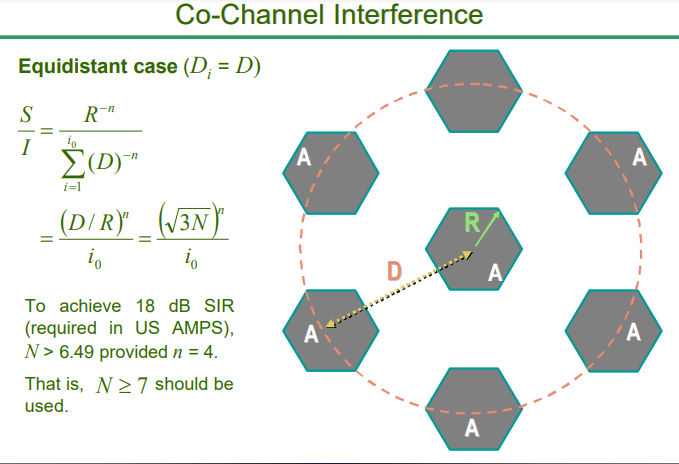 Co-Channel Interference
Equidistant case (Dᵢ = D)
S/I = R⁻ⁿ / ∑ᵢ₌₁^{i₀} (D)⁻ⁿ
= (D/R)ⁿ / i₀ = (√3N)ⁿ / i₀
To achieve 18 dB SIR
(required in US AMPS),
N > 6.49 provided n = 4.
That is, N ≥ 7 should be
used.
A
A
R
D
A
A
A
A